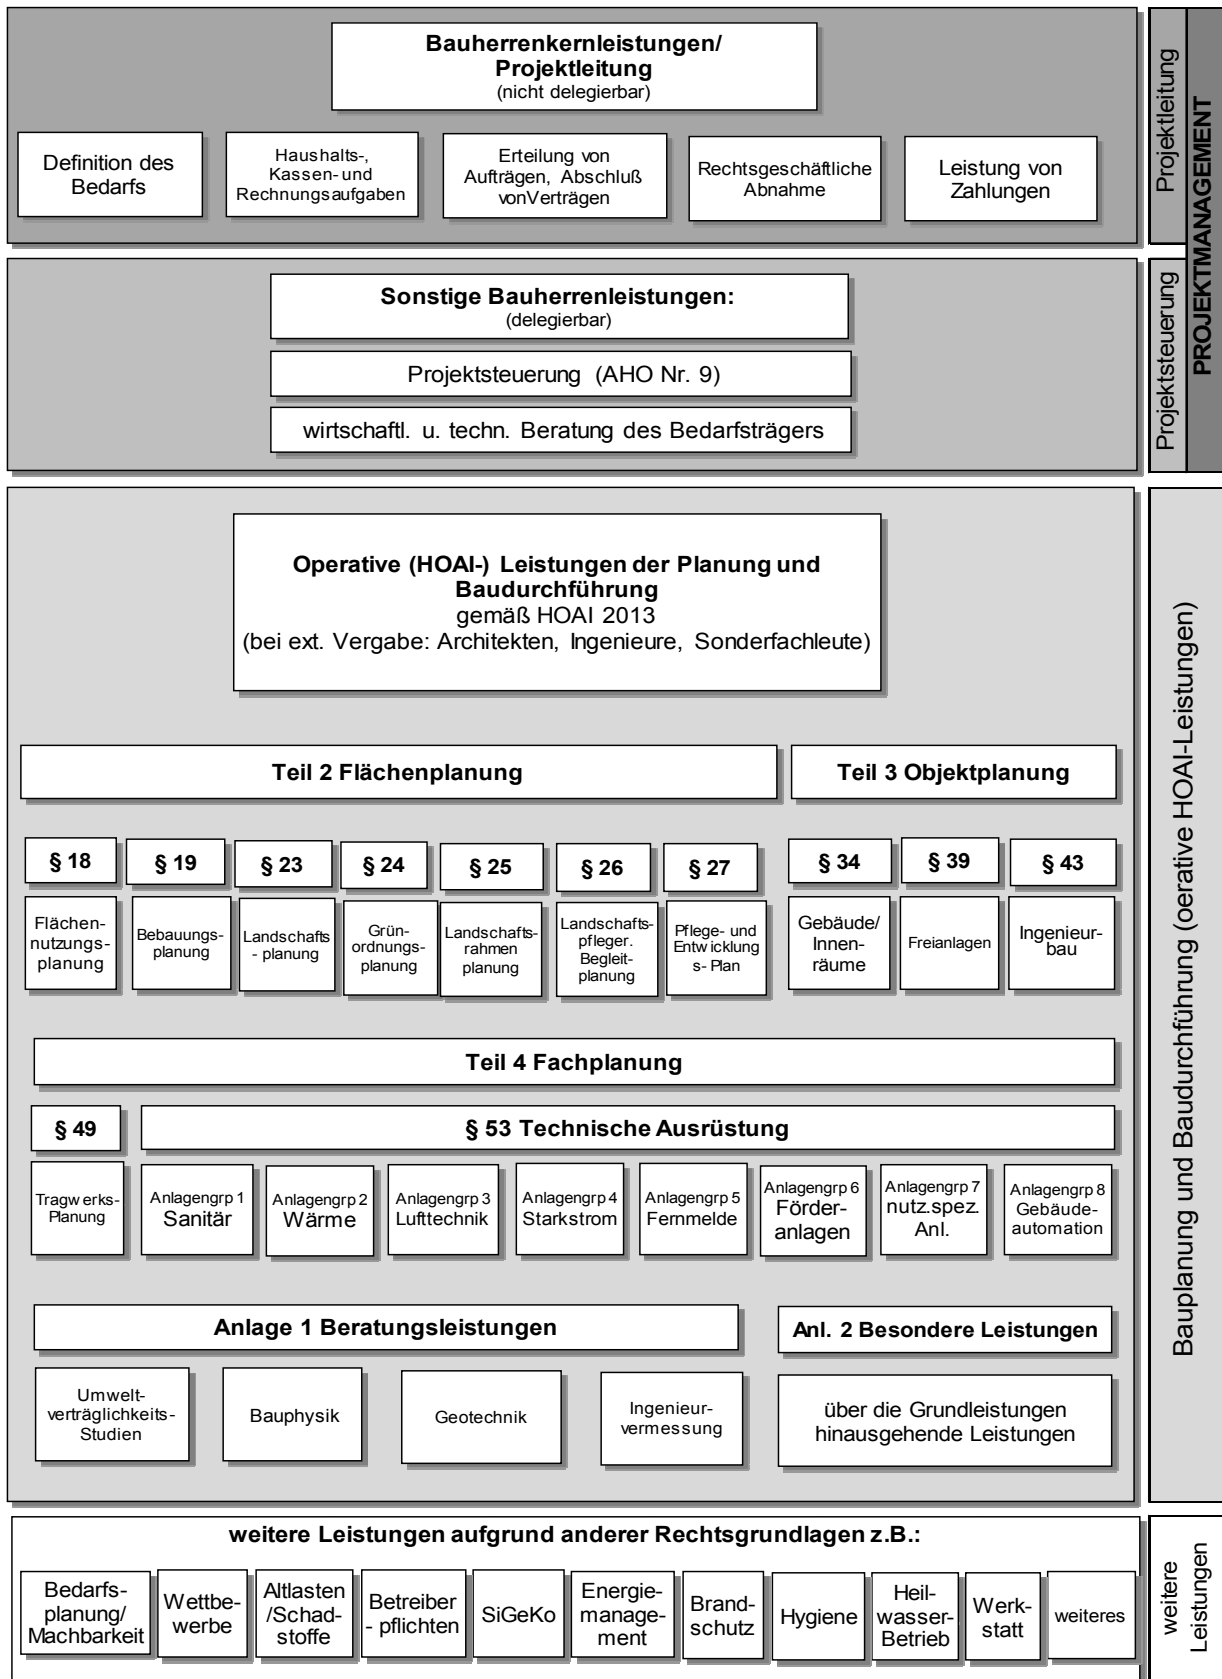 Bauherrenkernleistungen/
Projektleitung
(nicht delegierbar)
Definition des
Bedarfs
Haushalts-,
Kassen- und
Rechnungsaufgaben
Erteilung von
Aufträgen, Abschluß
vonVerträgen
Rechtsgeschäftliche
Abnahme
Leistung von
Zahlungen
Projektleitung
PROJEKTMANAGEMENT
Sonstige Bauherrenleistungen:
(delegierbar)
Projektsteuerung (AHO Nr. 9)
wirtschaftl. u. techn. Beratung des Bedarfsträgers
Projektsteuerung
Operative (HOAI-) Leistungen der Planung und
Baudurchführung
gemäß HOAI 2013
(bei ext. Vergabe: Architekten, Ingenieure, Sonderfachleute)
Teil 2 Flächenplanung
Teil 3 Objektplanung
§ 18
§ 19
§ 23
§ 24
§ 25
§ 26
§ 27
§ 34
§ 39
§ 43
Flächen-
nutzungs-
planung
Bebauungs-
planung
Landschafts
- planung
Grün-
ordnungs-
planung
Landschafts-
rahmen
planung
Landschafts-
pfleger.
Begleit-
planung
Pflege- und
Entwicklung
s- Plan
Gebäude/
Innen-
räume
Freianlagen
Ingenieur-
bau
Teil 4 Fachplanung
§ 49
§ 53 Technische Ausrüstung
Tragwerks-
Planung
Anlagengrp 1
Sanitär
Anlagengrp 2
Wärme
Anlagengrp 3
Lufttechnik
Anlagengrp 4
Starkstrom
Anlagengrp 5
Fernmelde
Anlagengrp 6
Förder-
anlagen
Anlagengrp 7
nutz.spez.
Anl.
Anlagengrp 8
Gebäude-
automation
Anlage 1 Beratungsleistungen
Anl. 2 Besondere Leistungen
Umwelt-
verträglichkeits-
Studien
Bauphysik
Geotechnik
Ingenieur-
vermessung
über die Grundleistungen
hinausgehende Leistungen
Bauplanung und Baudurchführung (oerative HOAI-Leistungen)
weitere Leistungen aufgrund anderer Rechtsgrundlagen z.B.:
Bedarfs-
planung/
Machbarkeit
Wettbe-
werbe
Altlasten
/Schad-
stoffe
Betreiber
- pflichten
SiGeKo
Energie-
manage-
ment
Brand-
schutz
Hygiene
Heil-
wasser-
Betrieb
Werk-
statt
weiteres
weitere
Leistungen